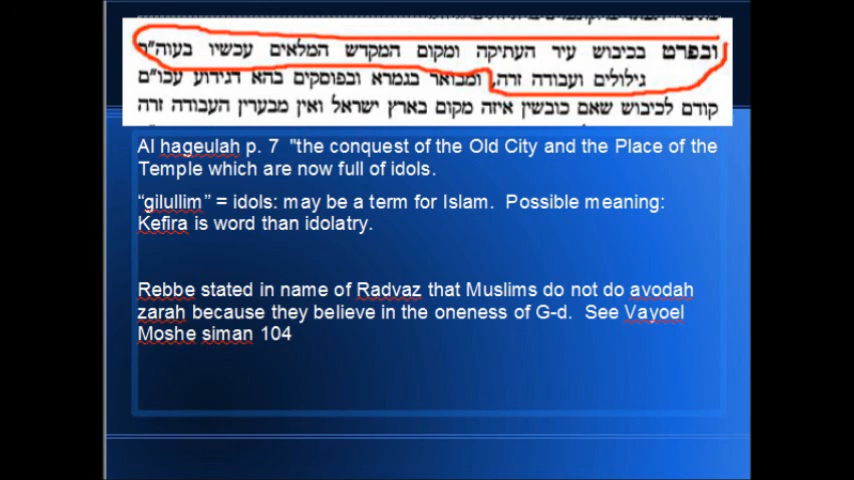 ובפרט בכיבוש עיר העתיקה ומקום המקדש המלאים עכשיו בעוה"ר
גילולים ועבודה זרה, ומבואר בגמרא ובפוסקים בהא דגידוע עכו"ם
קודם לכיבוש שאם כובשין איזה מקום בארץ ישראל ואין מבערין העבודה זרה
Al hageulah p. 7 "the conquest of the Old City and the Place of the
Temple which are now full of idols.
“gilullim” = idols: may be a term for Islam. Possible meaning:
Kefira is word than idolatry.
Rebbe stated in name of Radvaz that Muslims do not do avodah
zarah because they believe in the oneness of G-d. See Vayoel
Moshe siman 104